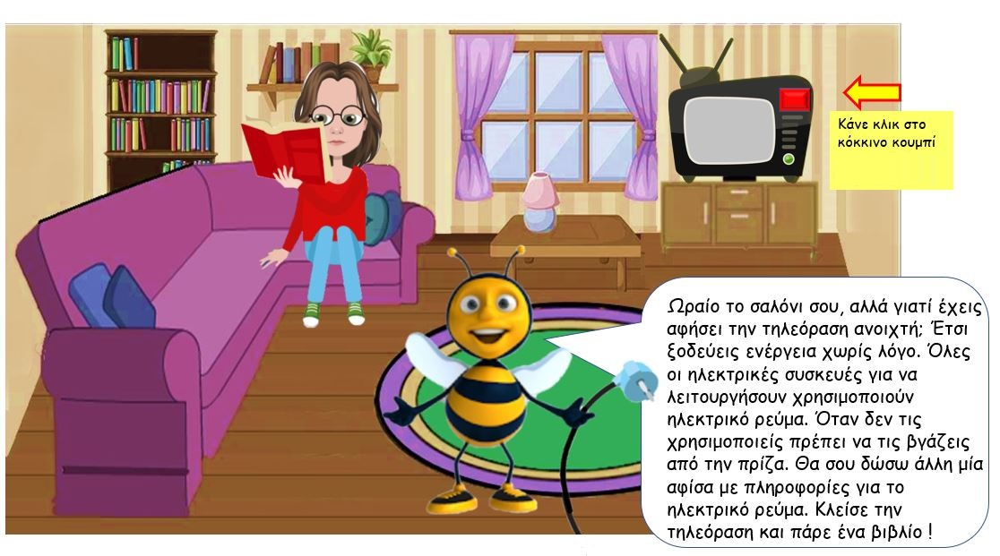 Κάνε κλικ στο
κόκκινο κουμπί
Ωραίο το σαλόνι σου, αλλά γιατί έχεις
αφήσει την τηλεόραση ανοιχτή; Έτσι
ξοδεύεις ενέργεια χωρίς λόγο. Όλες
οι ηλεκτρικές συσκευές για να
λειτουργήσουν χρησιμοποιούν
ηλεκτρικό ρεύμα. Όταν δεν τις
χρησιμοποιείς πρέπει να τις βγάζεις
από την πρίζα. Θα σου δώσω άλλη μία
αφίσα με πληροφορίες για το
ηλεκτρικό ρεύμα. Κλείσε την
τηλεόραση και πάρε ένα βιβλίο !